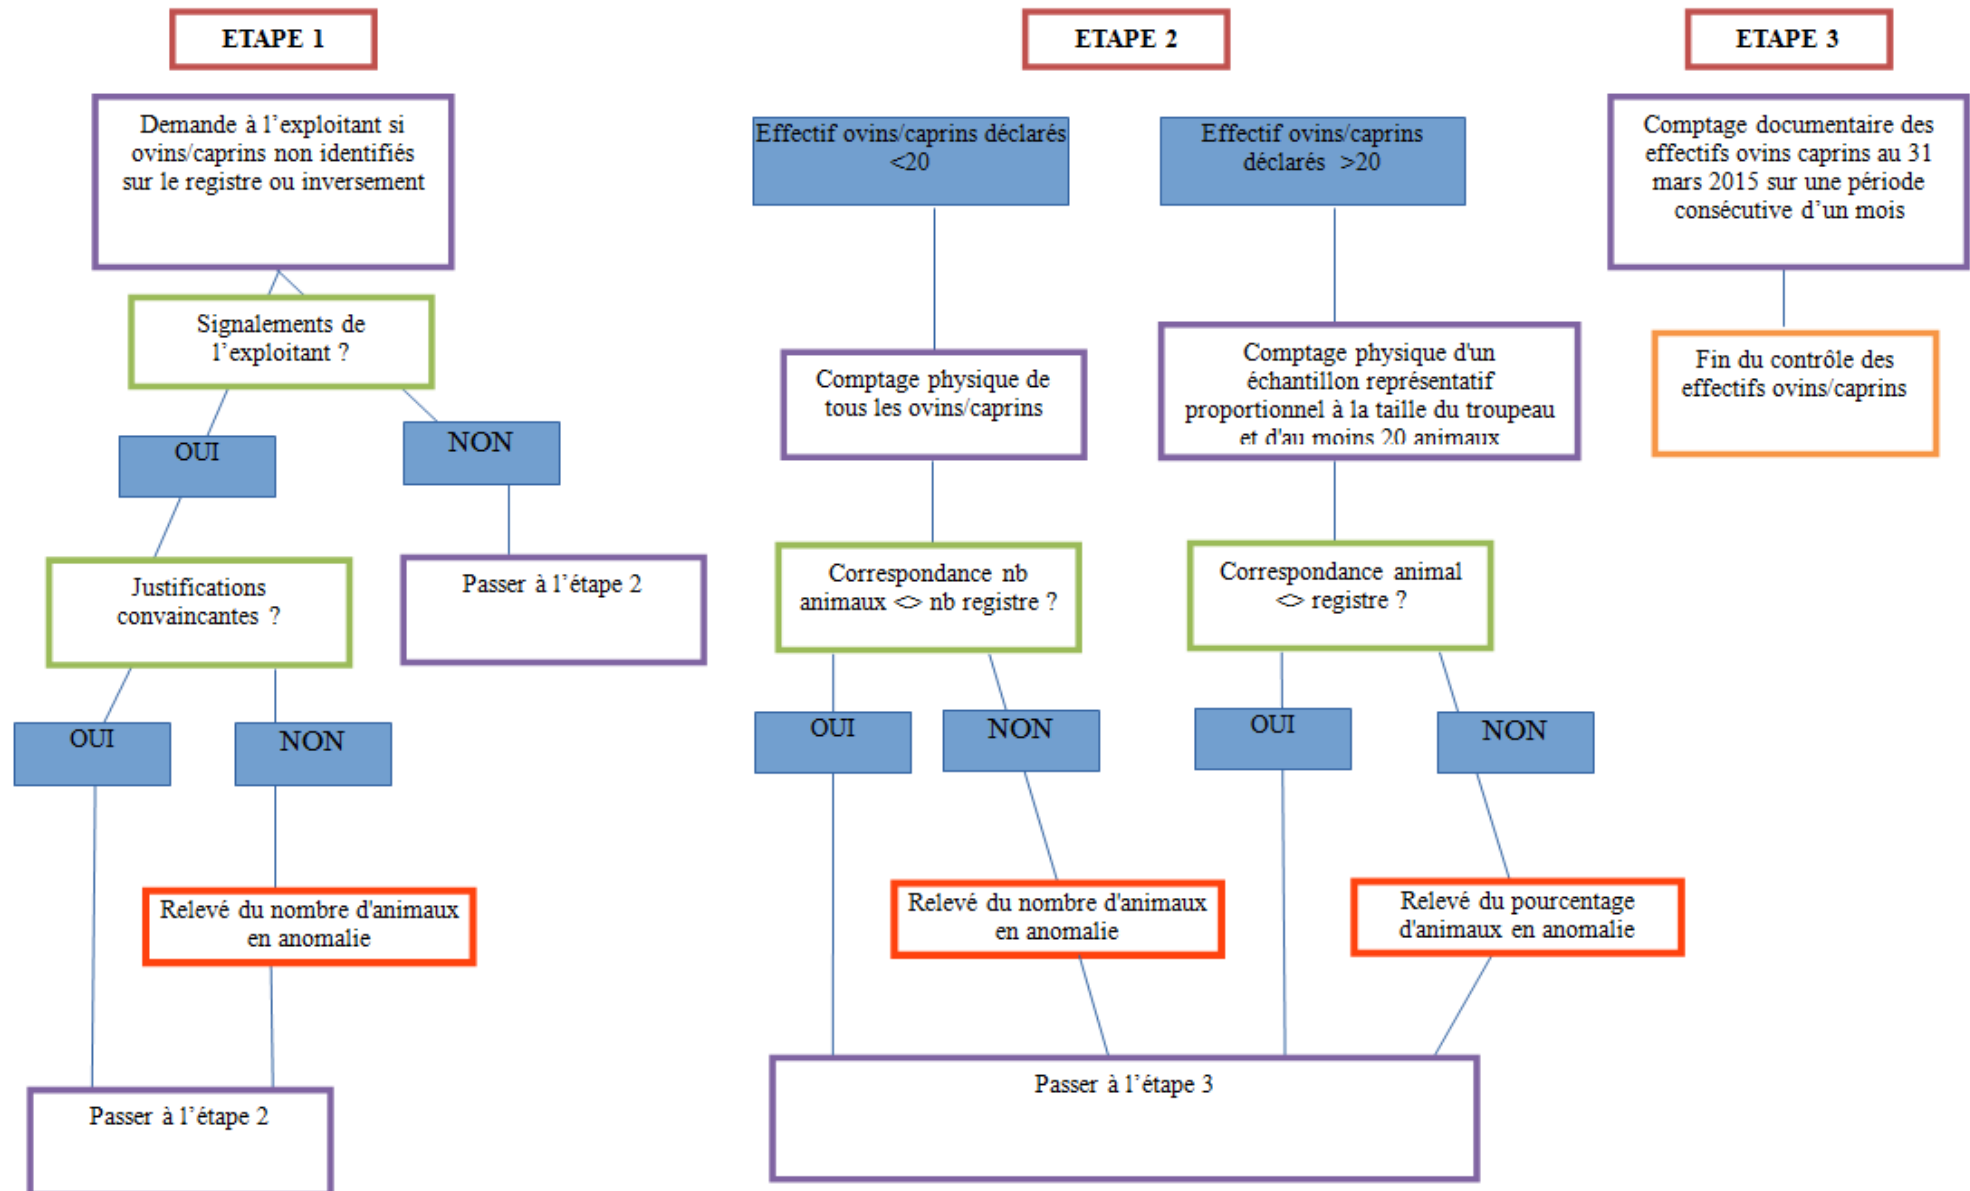 ETAPE 1
Demande à l'exploitant si
ovins/caprins non identifiés
sur le registre ou inversement
Signalements de
l'exploitant ?
OUI
NON
Justifications
convaincantes ?
Passer à l'étape 2
OUI
NON
Relevé du nombre d'animaux
en anomalie
Passer à l'étape 2
ETAPE 2
Effectif ovins/caprins déclarés
<20
Comptage physique de
tous les ovins/caprins
Correspondance nb
animaux <> nb registre ?
OUI
NON
Relevé du nombre d'animaux
en anomalie
Effectif ovins/caprins
déclarés >20
Comptage physique d'un
échantillon représentatif
proportionnel à la taille du troupeau
et d'au moins 20 animaux
Correspondance animal
<> registre ?
OUI
NON
Relevé du pourcentage
d'animaux en anomalie
Passer à l'étape 3
ETAPE 3
Comptage documentaire des
effectifs ovins caprins au 31
mars 2015 sur une période
consécutive d'un mois
Fin du contrôle des
effectifs ovins/caprins